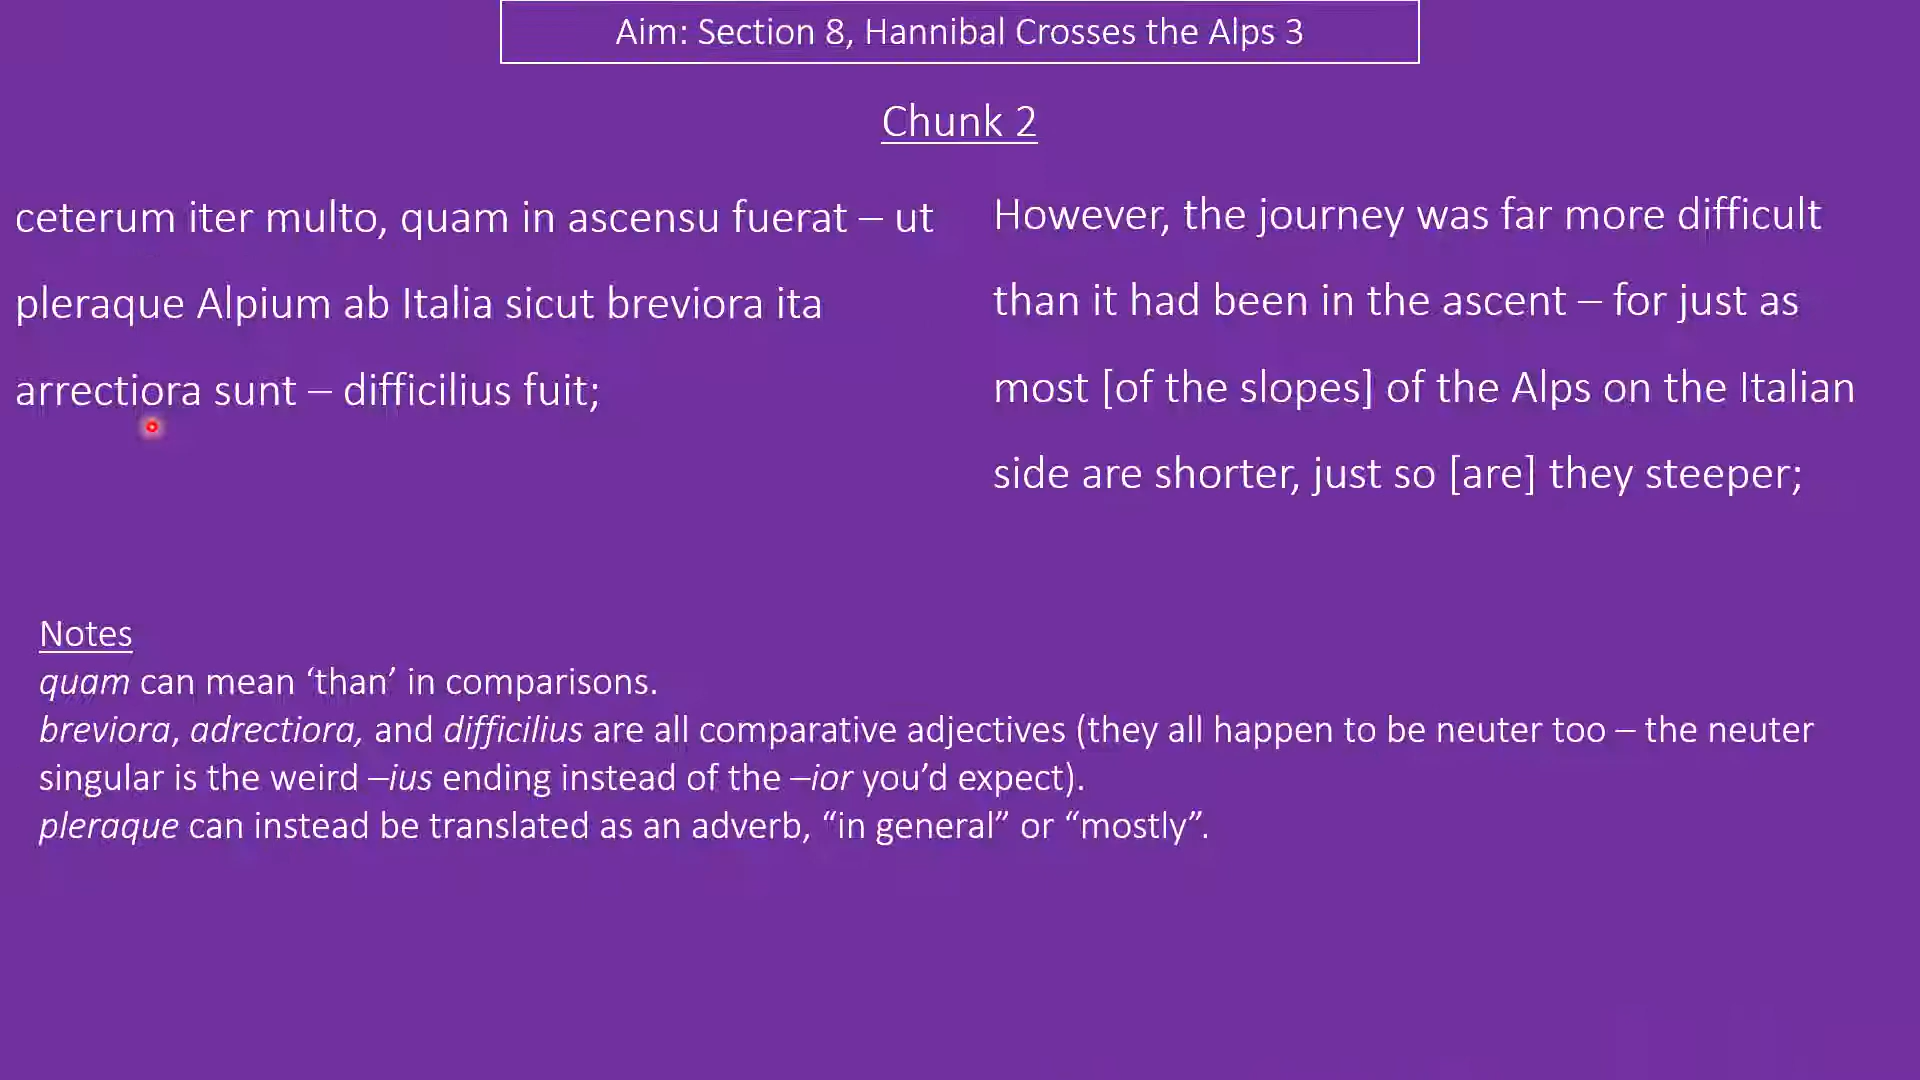 Aim: Section 8, Hannibal Crosses the Alps 3
Chunk 2
ceterum iter multo, quam in ascensu fuerat – ut
pleraque Alpium ab Italia sicut breviora ita
arrectiora sunt – difficilius fuit;
However, the journey was far more difficult
than it had been in the ascent – for just as
most [of the slopes] of the Alps on the Italian
side are shorter, just so [are] they steeper;
Notes
quam can mean ‘than’ in comparisons.
breviora, adrectiora, and difficilius are all comparative adjectives (they all happen to be neuter too – the neuter
singular is the weird –ius ending instead of the –ior you’d expect).
pleraque can instead be translated as an adverb, “in general” or “mostly”.